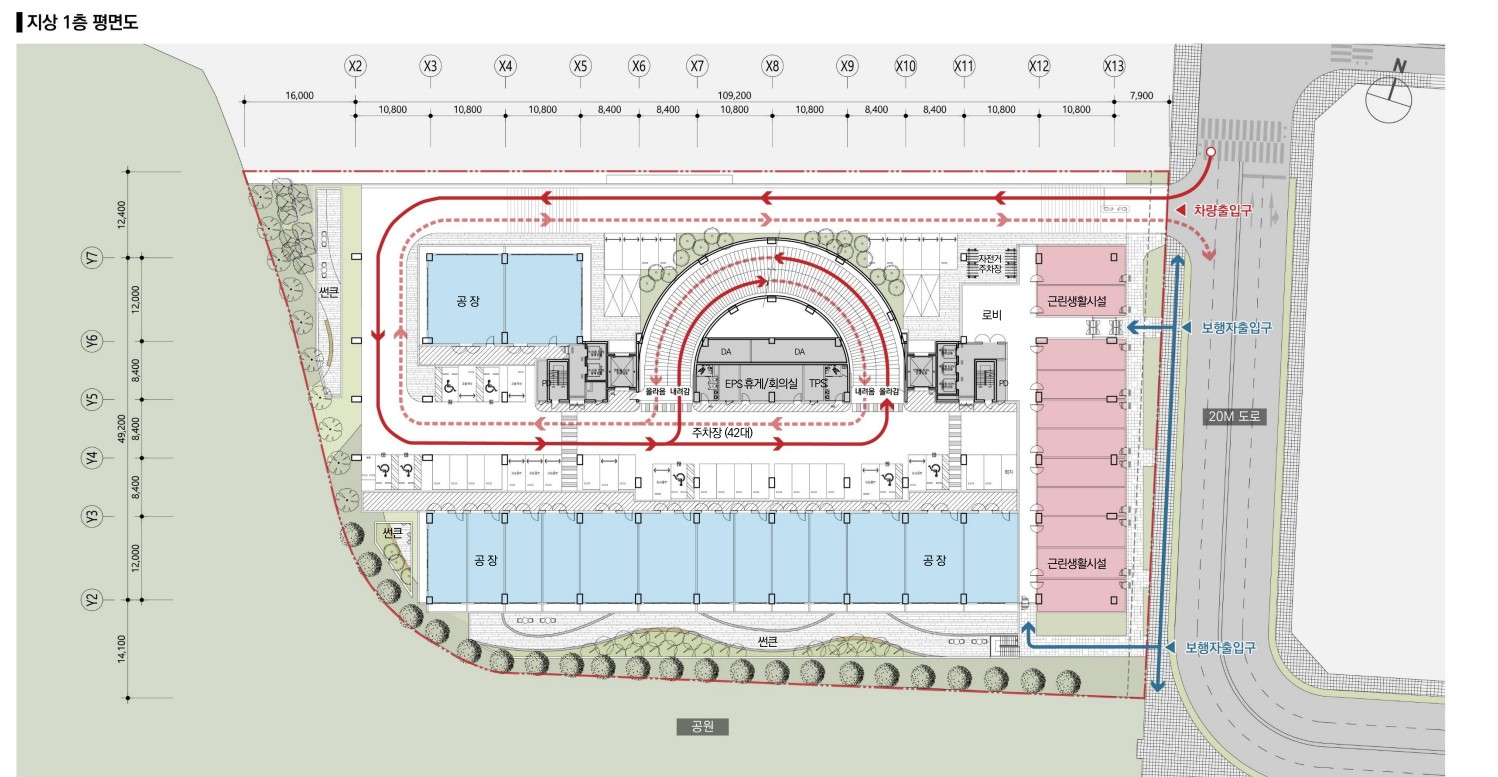 지상 1층 평면도
X2 X3 X4 X5 X6 X7 X8 X9 X10 X11 X12 X13
N
16,000 109,200 7,900
10,800 10,800 10,800 8,400 8,400 10,800 10,800 8,400 8,400 10,800 10,800
차량출입구
12,400
Y7
썬큰
공 장
자전거
주차장
근린생활시설
12,000
로비
보행자출입구
Y6
DA DA
8,400
PD
EPS 휴게/회의실 TPS
PD
올라옴 내려감
내려옴 올라감
Y5
20M 도로
49,200
8,400
주차장 (42대)
Y4
8,400
Y3
썬큰
12,000
공 장
공 장
근린생활시설
Y2
14,100
썬큰
보행자출입구
공원